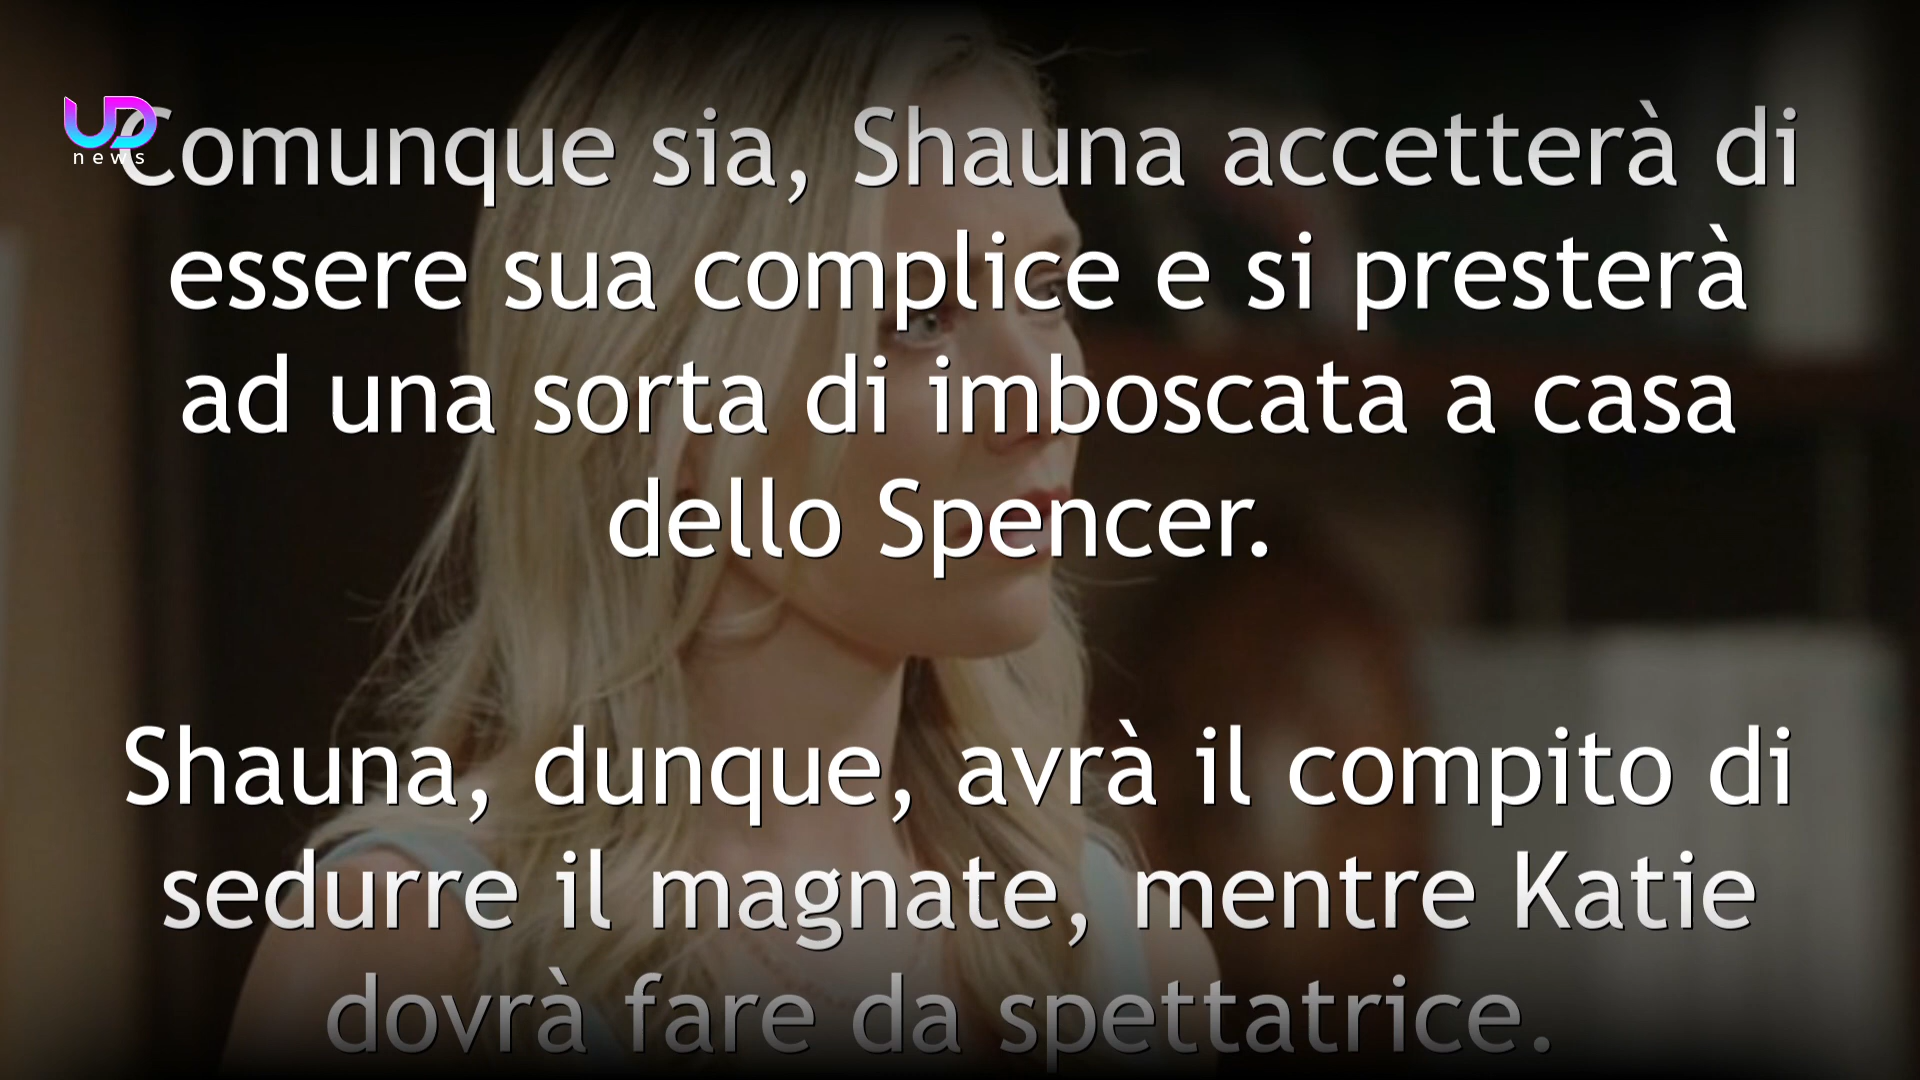 UD
news
Comunque sia, Shauna accetterà di
essere sua complice e si presterà
ad una sorta di imboscata a casa
dello Spencer.
Shauna, dunque, avrà il compito di
sedurre il magnate, mentre Katie
dovrà fare da spettatrice.